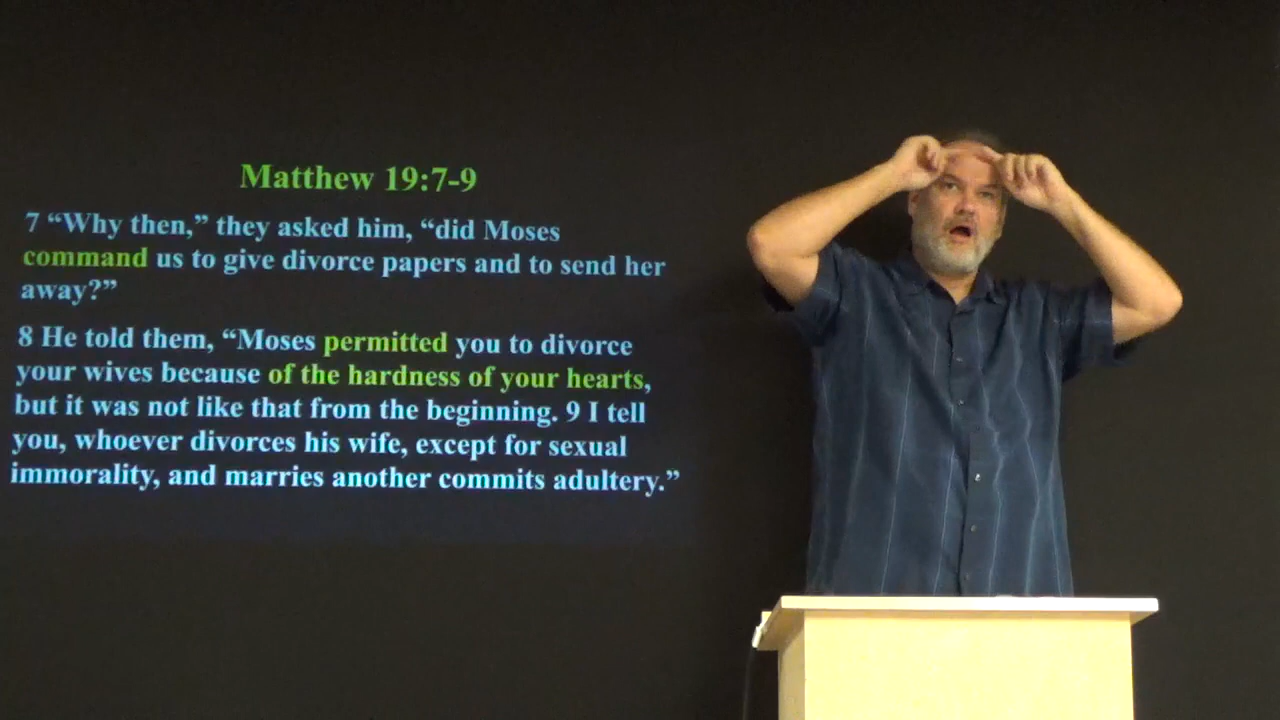 Matthew 19:7-9
7 “Why then,” they asked him, “did Moses
command us to give divorce papers and to send her
away?”
8 He told them, “Moses permitted you to divorce
your wives because of the hardness of your hearts,
but it was not like that from the beginning. 9 I tell
you, whoever divorces his wife, except for sexual
immorality, and marries another commits adultery.”